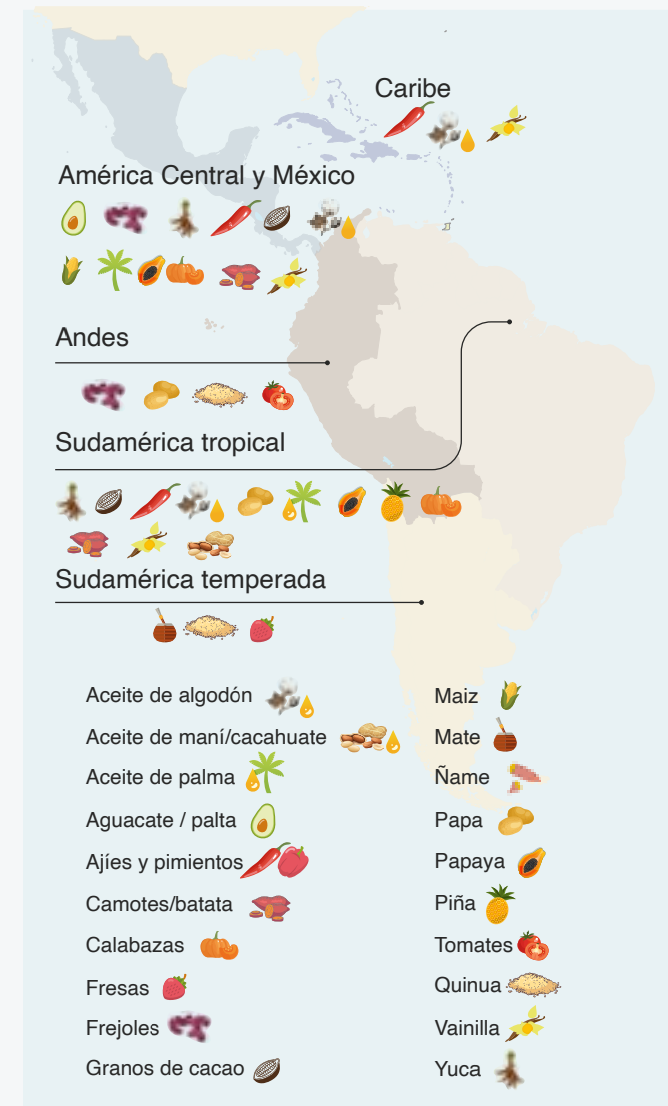 Caribe
América Central y México
Andes
Sudamérica tropical
Sudamérica temperada
Aceite de algodón
Aceite de maní/cacahuate
Aceite de palma
Aguacate / palta
Ajíes y pimientos
Camotes/batata
Calabazas
Fresas
Frejoles
Granos de cacao
Maiz
Mate
Ñame
Papa
Papaya
Piña
Tomates
Quinua
Vainilla
Yuca